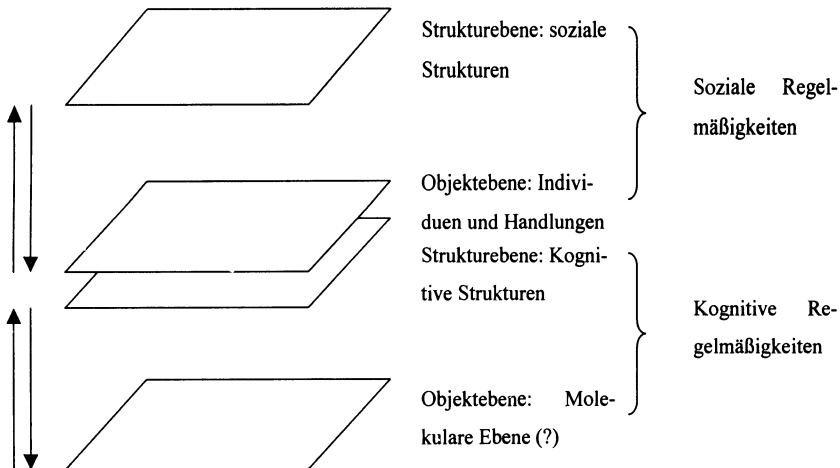 Strukturebene: soziale
Strukturen
Soziale Regel-
mäßigkeiten
Objektebene: Indivi-
duen und Handlungen
Strukturebene: Kogni-
tive Strukturen
Kognitive Re-
gelmäßigkeiten
Objektebene: Mole-
kulare Ebene (?)